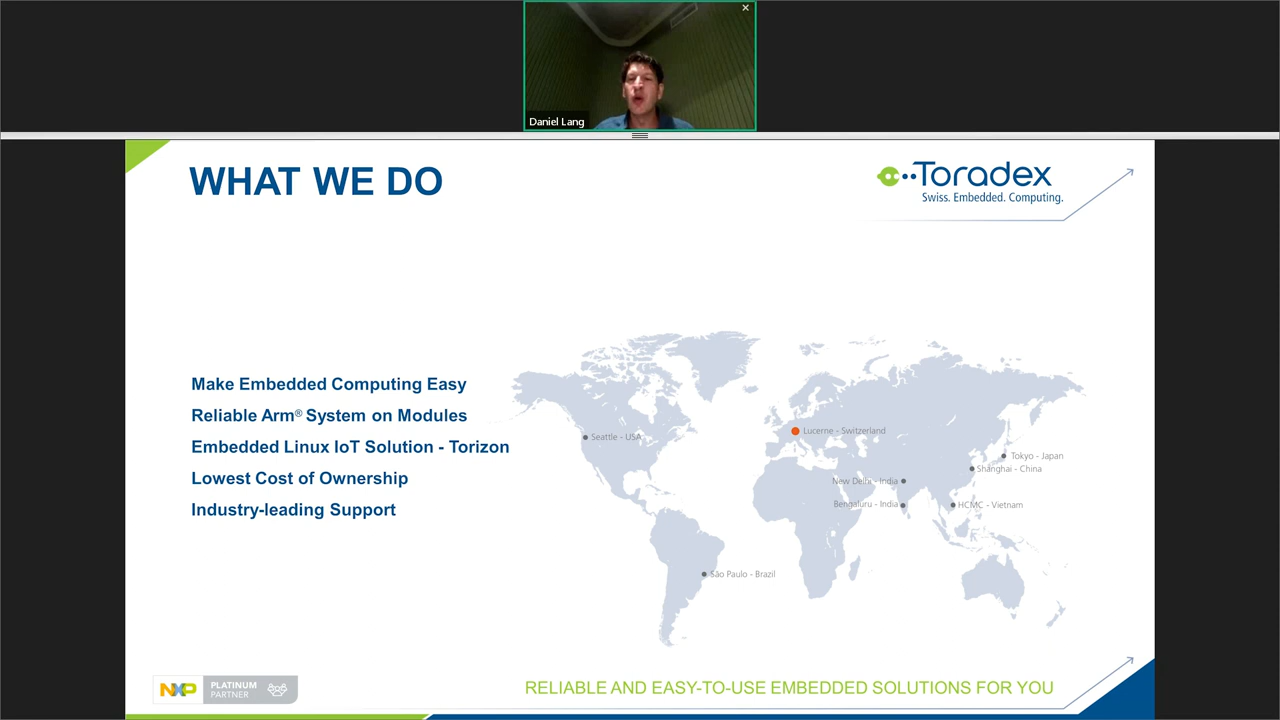 Daniel Lang
WHAT WE DO
Toradex
Swiss. Embedded. Computing.
Make Embedded Computing Easy
Reliable Arm® System on Modules
Embedded Linux IoT Solution - Torizon
Lowest Cost of Ownership
Industry-leading Support
Seattle - USA
Lucerne - Switzerland
Tokyo - Japan
Shanghai - China
New Delhi - India
Bengaluru - India
HCMC - Vietnam
São Paulo - Brazil
NXP
PLATINUM
PARTNER
RELIABLE AND EASY-TO-USE EMBEDDED SOLUTIONS FOR YOU